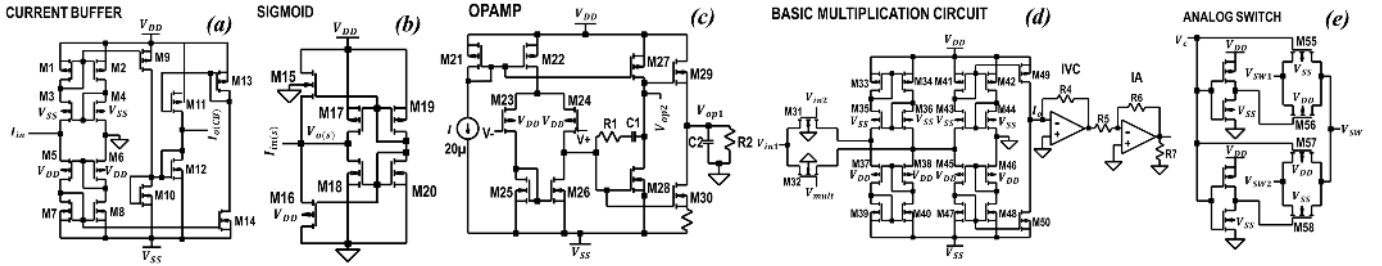 CURRENT BUFFER
(a)
V_DD
M1
M2
M9
M13
M3
M4
V_SS
V_SS
M11
I_in
I_o(CB)
M5
M6
V_DD
V_DD
M12
M10
M7
M8
M14
V_SS
SIGMOID
(b)
V_DD
M15
M17
M19
V_o(s)
I_in(s)
M18
M16
M20
V_DD
OPAMP
(c)
V_DD
M21
M22
M27
M29
M23
M24
V_op1
I
V_DD
V_DD
R1
C1
V_op2
V-
V+
20μ
C2
R2
M25
M26
M28
M30
V_SS
BASIC MULTIPLICATION CIRCUIT
(d)
V_DD
M33
M34
M41
M42
M49
IVC
R4
IA
R6
M31
V_in2
M35
M36
M43
M44
V_SS
V_SS
V_SS
V_SS
I_o
R5
V_in1
M37
M38
M45
M46
R7
M32
V_DD
V_DD
V_DD
V_DD
V_mult
M39
M40
M47
M48
M50
V_SS
ANALOG SWITCH
(e)
V_c
M55
V_DD
V_SW1
V_SS
V_SS
V_DD
M56
V_SW
M57
V_DD
V_SW2
V_DD
V_SS
V_SS
M58